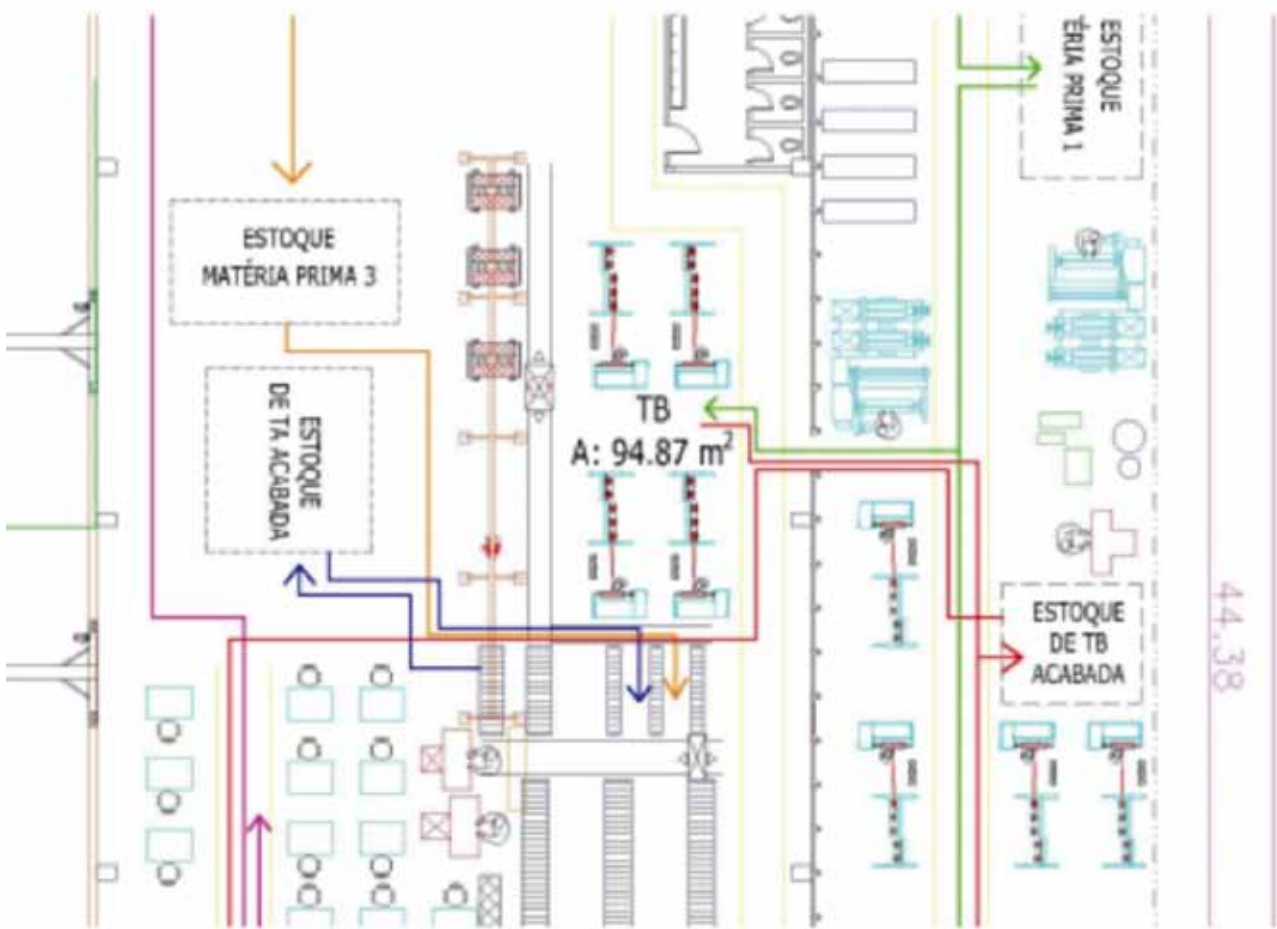 ESTOQUE
ÉRIA PRIMA 1
ESTOQUE
MATÉRIA PRIMA 3
ESTOQUE
DE TA ACABADA
TB
A: 94.87 m²
ESTOQUE
DE TB
ACABADA
44.38